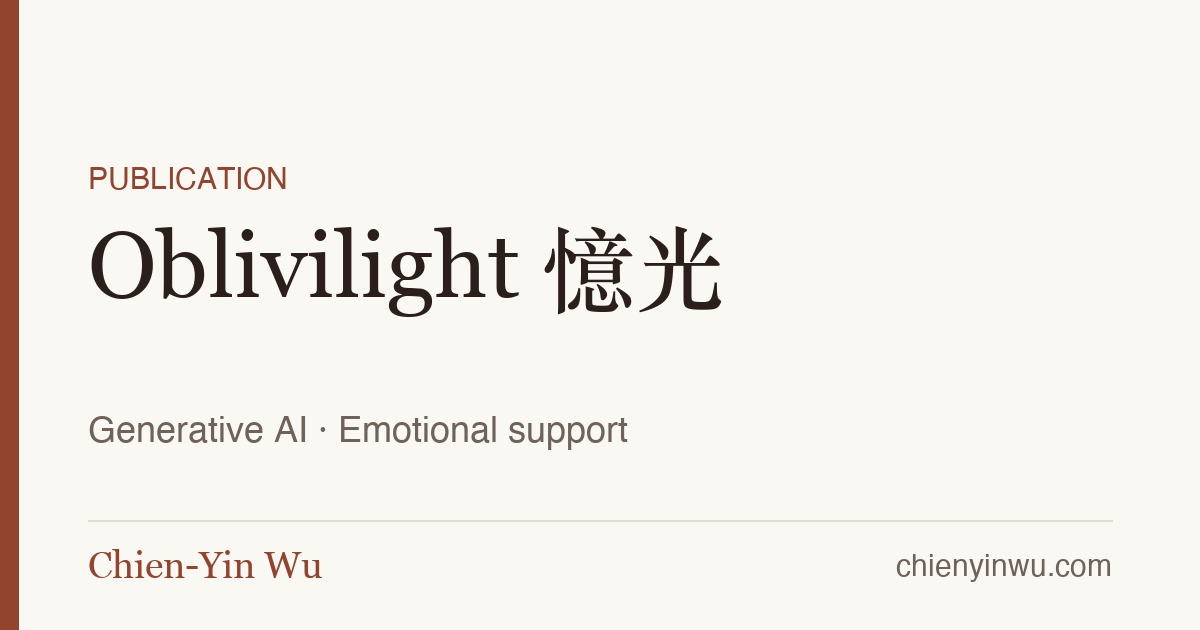 PUBLICATION
Oblivilight 憶光
Generative AI · Emotional support
Chien-Yin Wu
chienyinwu.com